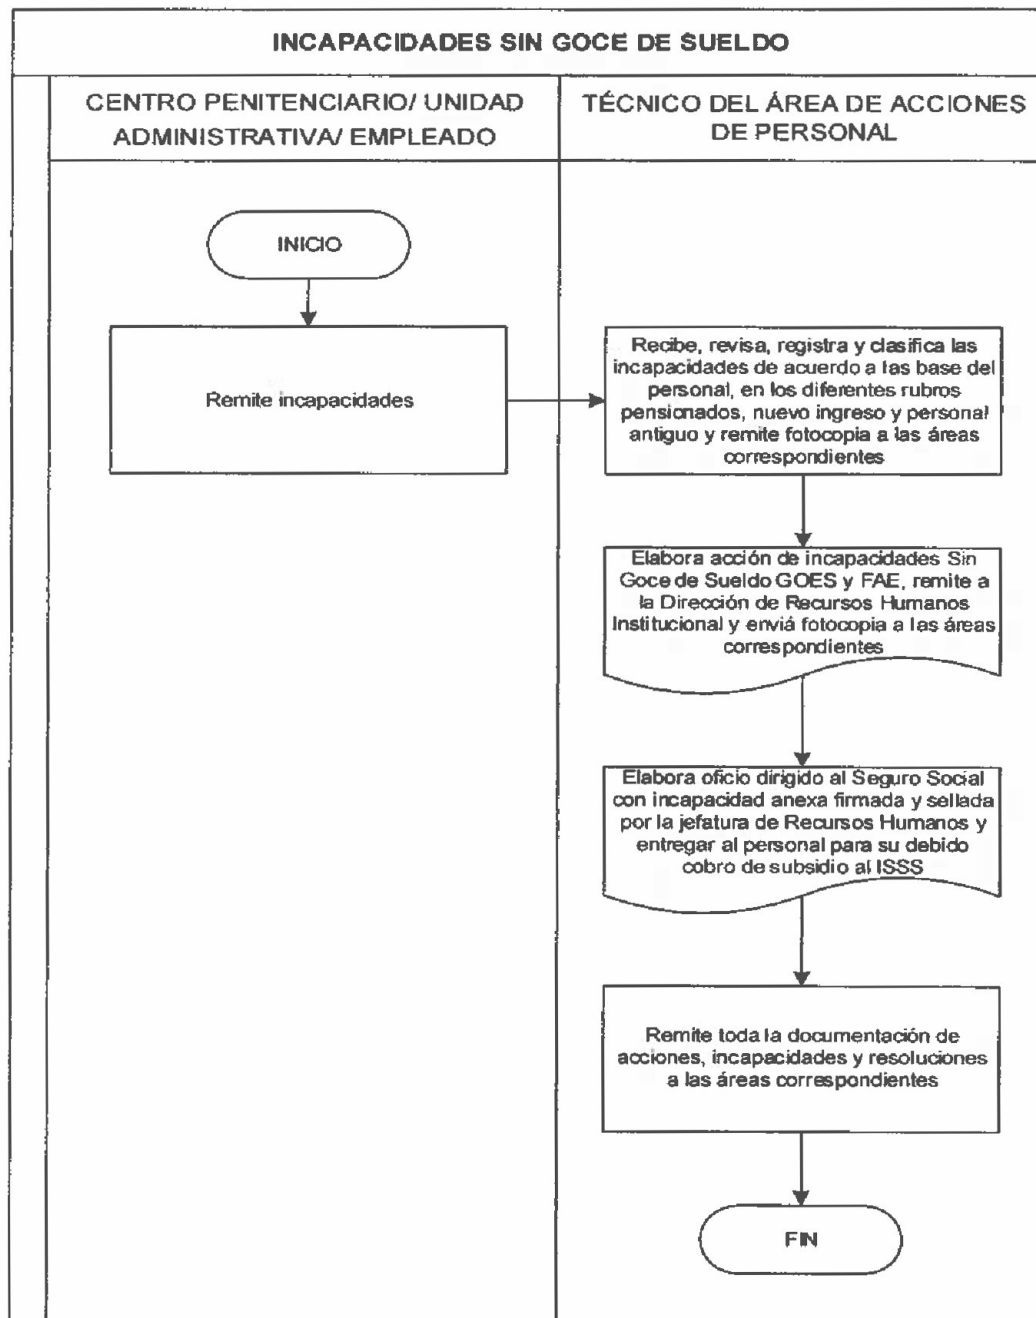 INCAPACIDADES SIN GOCE DE SUELDO
CENTRO PENITENCIARIO/ UNIDAD
ADMINISTRATIVA/ EMPLEADO
TÉCNICO DEL ÁREA DE ACCIONES
DE PERSONAL
INICIO
Remite incapacidades
Recibe, revisa, registra y clasifica las
incapacidades de acuerdo a las base del
personal, en los diferentes rubros
pensionados, nuevo ingreso y personal
antiguo y remite fotocopia a las áreas
correspondientes
Elabora acción de incapacidades Sin
Goce de Sueldo GOES y FAE, remite a
la Dirección de Recursos Humanos
Institucional y enviá fotocopia a las áreas
correspondientes
Elabora oficio dirigido al Seguro Social
con incapacidad anexa firmada y sellada
por la jefatura de Recursos Humanos y
entregar al personal para su debido
cobro de subsidio al ISSS
Remite toda la documentación de
acciones, incapacidades y resoluciones
a las áreas correspondientes
FIN